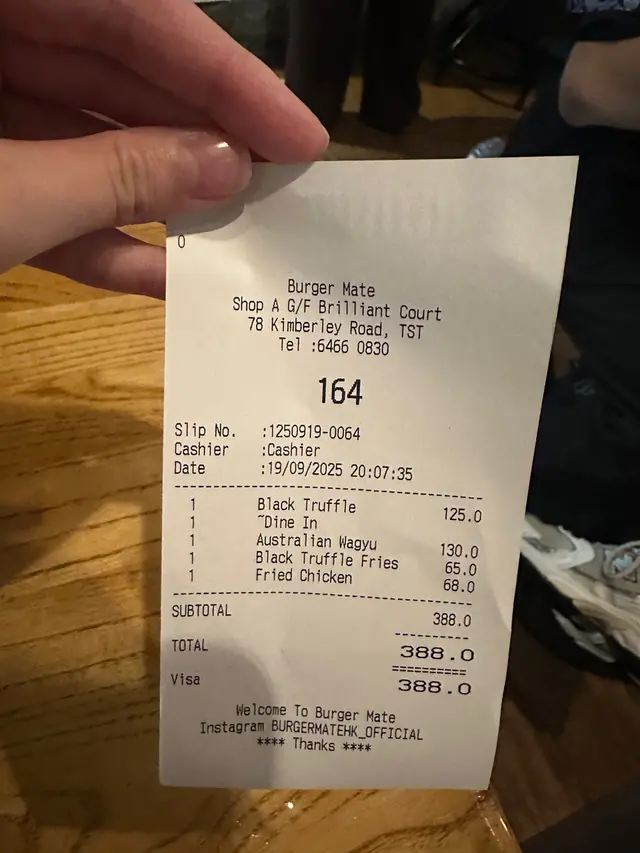 0
Burger Mate
Shop A G/F Brilliant Court
78 Kimberley Road, TST
Tel :6466 0830
164
Slip No. :1250919-0064
Cashier :Cashier
Date :19/09/2025 20:07:35
1 Black Truffle 125.0
1 ~Dine In
1 Australian Wagyu 130.0
1 Black Truffle Fries 65.0
1 Fried Chicken 68.0
SUBTOTAL 388.0
TOTAL 388.0
Visa 388.0
Welcome To Burger Mate
Instagram BURGERMATEHK_OFFICIAL
**** Thanks ****